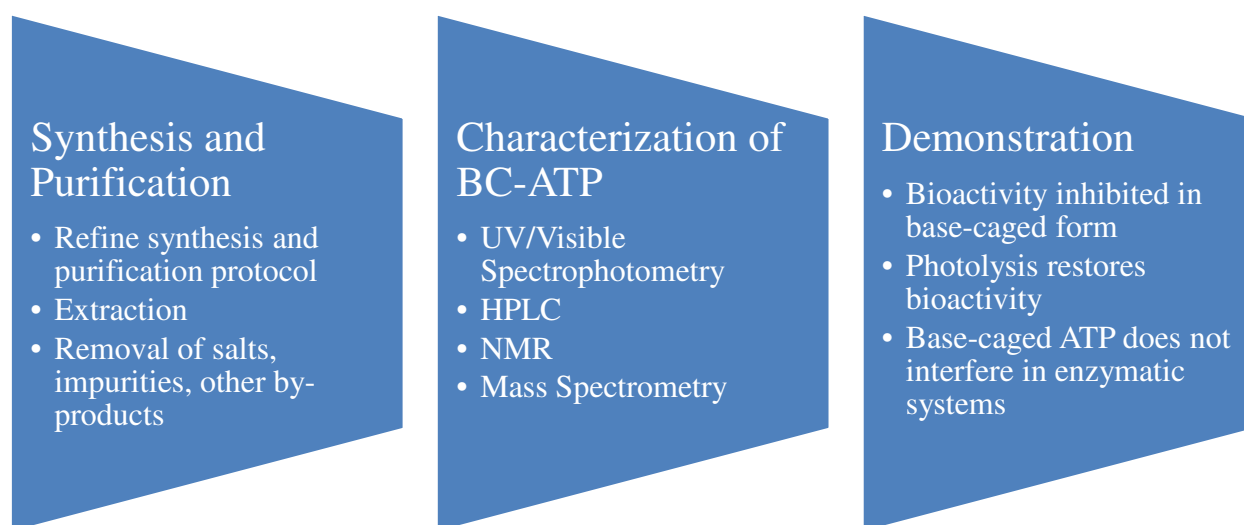 Synthesis and
Purification
• Refine synthesis and
purification protocol
• Extraction
• Removal of salts,
impurities, other by-
products
Characterization of
BC-ATP
• UV/Visible
Spectrophotometry
• HPLC
• NMR
• Mass Spectrometry
Demonstration
• Bioactivity inhibited in
base-caged form
• Photolysis restores
bioactivity
• Base-caged ATP does not
interfere in enzymatic
systems